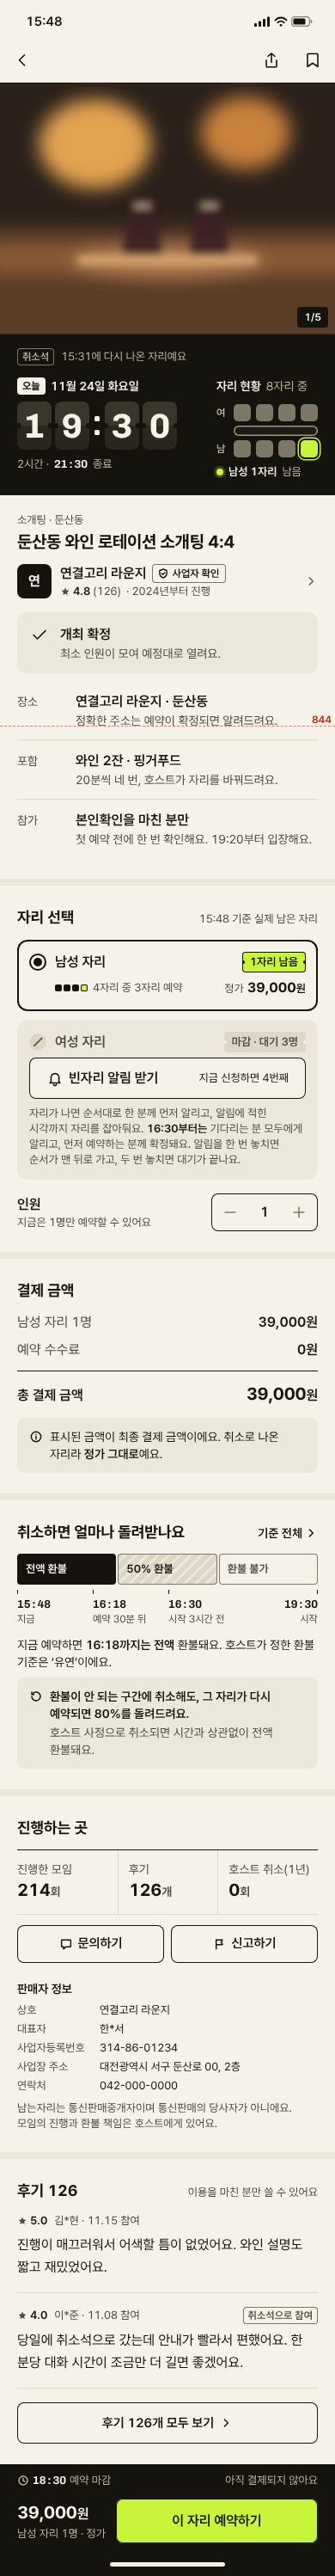 15:48
1/5
취소석 15:31에 다시 나온 자리예요
오늘 11월 24일 화요일
19:30
2시간 · 21:30 종료
자리 현황 8자리 중
여
남
남성 1자리 남음
소개팅 · 둔산동
둔산동 와인 로테이션 소개팅 4:4
연
연결고리 라운지 사업자 확인
★ 4.8 (126) · 2024년부터 진행
개최 확정
최소 인원이 모여 예정대로 열려요.
장소 연결고리 라운지 · 둔산동
정확한 주소는 예약이 확정되면 알려드려요.
844
포함 와인 2잔 · 핑거푸드
20분씩 네 번, 호스트가 자리를 바꿔드려요.
참가 본인확인을 마친 분만
첫 예약 전에 한 번 확인해요. 19:20부터 입장해요.
자리 선택 15:48 기준 실제 남은 자리
남성 자리 1자리 남음
4자리 중 3자리 예약 정가 39,000원
여성 자리 마감 · 대기 3명
빈자리 알림 받기 지금 신청하면 4번째
자리가 나면 순서대로 한 분께 먼저 알리고, 알림에 적힌
시각까지 자리를 잡아둬요. 16:30부터는 기다리는 분 모두에게
알리고, 먼저 예약하는 분께 확정돼요. 알림을 한 번 놓치면
순서가 맨 뒤로 가고, 두 번 놓치면 대기가 끝나요.
인원
지금은 1명만 예약할 수 있어요
− 1 +
결제 금액
남성 자리 1명 39,000원
예약 수수료 0원
총 결제 금액 39,000원
표시된 금액이 최종 결제 금액이에요. 취소로 나온
자리라 정가 그대로예요.
취소하면 얼마나 돌려받나요 기준 전체
전액 환불 50% 환불 환불 불가
15:48 16:18 16:30 19:30
지금 예약 30분 뒤 시작 3시간 전 시작
지금 예약하면 16:18까지는 전액 환불돼요. 호스트가 정한 환불
기준은 ‘유연’이에요.
환불이 안 되는 구간에 취소해도, 그 자리가 다시
예약되면 80%를 돌려드려요.
호스트 사정으로 취소되면 시간과 상관없이 전액
환불돼요.
진행하는 곳
진행한 모임 후기 호스트 취소(1년)
214회 126개 0회
문의하기 신고하기
판매자 정보
상호 연결고리 라운지
대표자 한*서
사업자등록번호 314-86-01234
사업장 주소 대전광역시 서구 둔산로 00, 2층
연락처 042-000-0000
남는자리는 통신판매중개자이며 통신판매의 당사자가 아니에요.
모임의 진행과 환불 책임은 호스트에게 있어요.
후기 126 이용을 마친 분만 쓸 수 있어요
★ 5.0 김*현 · 11.15 참여
진행이 매끄러워서 어색할 틈이 없었어요. 와인 설명도
짧고 재밌었어요.
★ 4.0 이*준 · 11.08 참여 취소석으로 참여
당일에 취소석으로 갔는데 안내가 빨라서 편했어요. 한
분당 대화 시간이 조금만 더 길면 좋겠어요.
후기 126개 모두 보기
18:30 예약 마감 아직 결제되지 않아요
39,000원
남성 자리 1명 · 정가
이 자리 예약하기